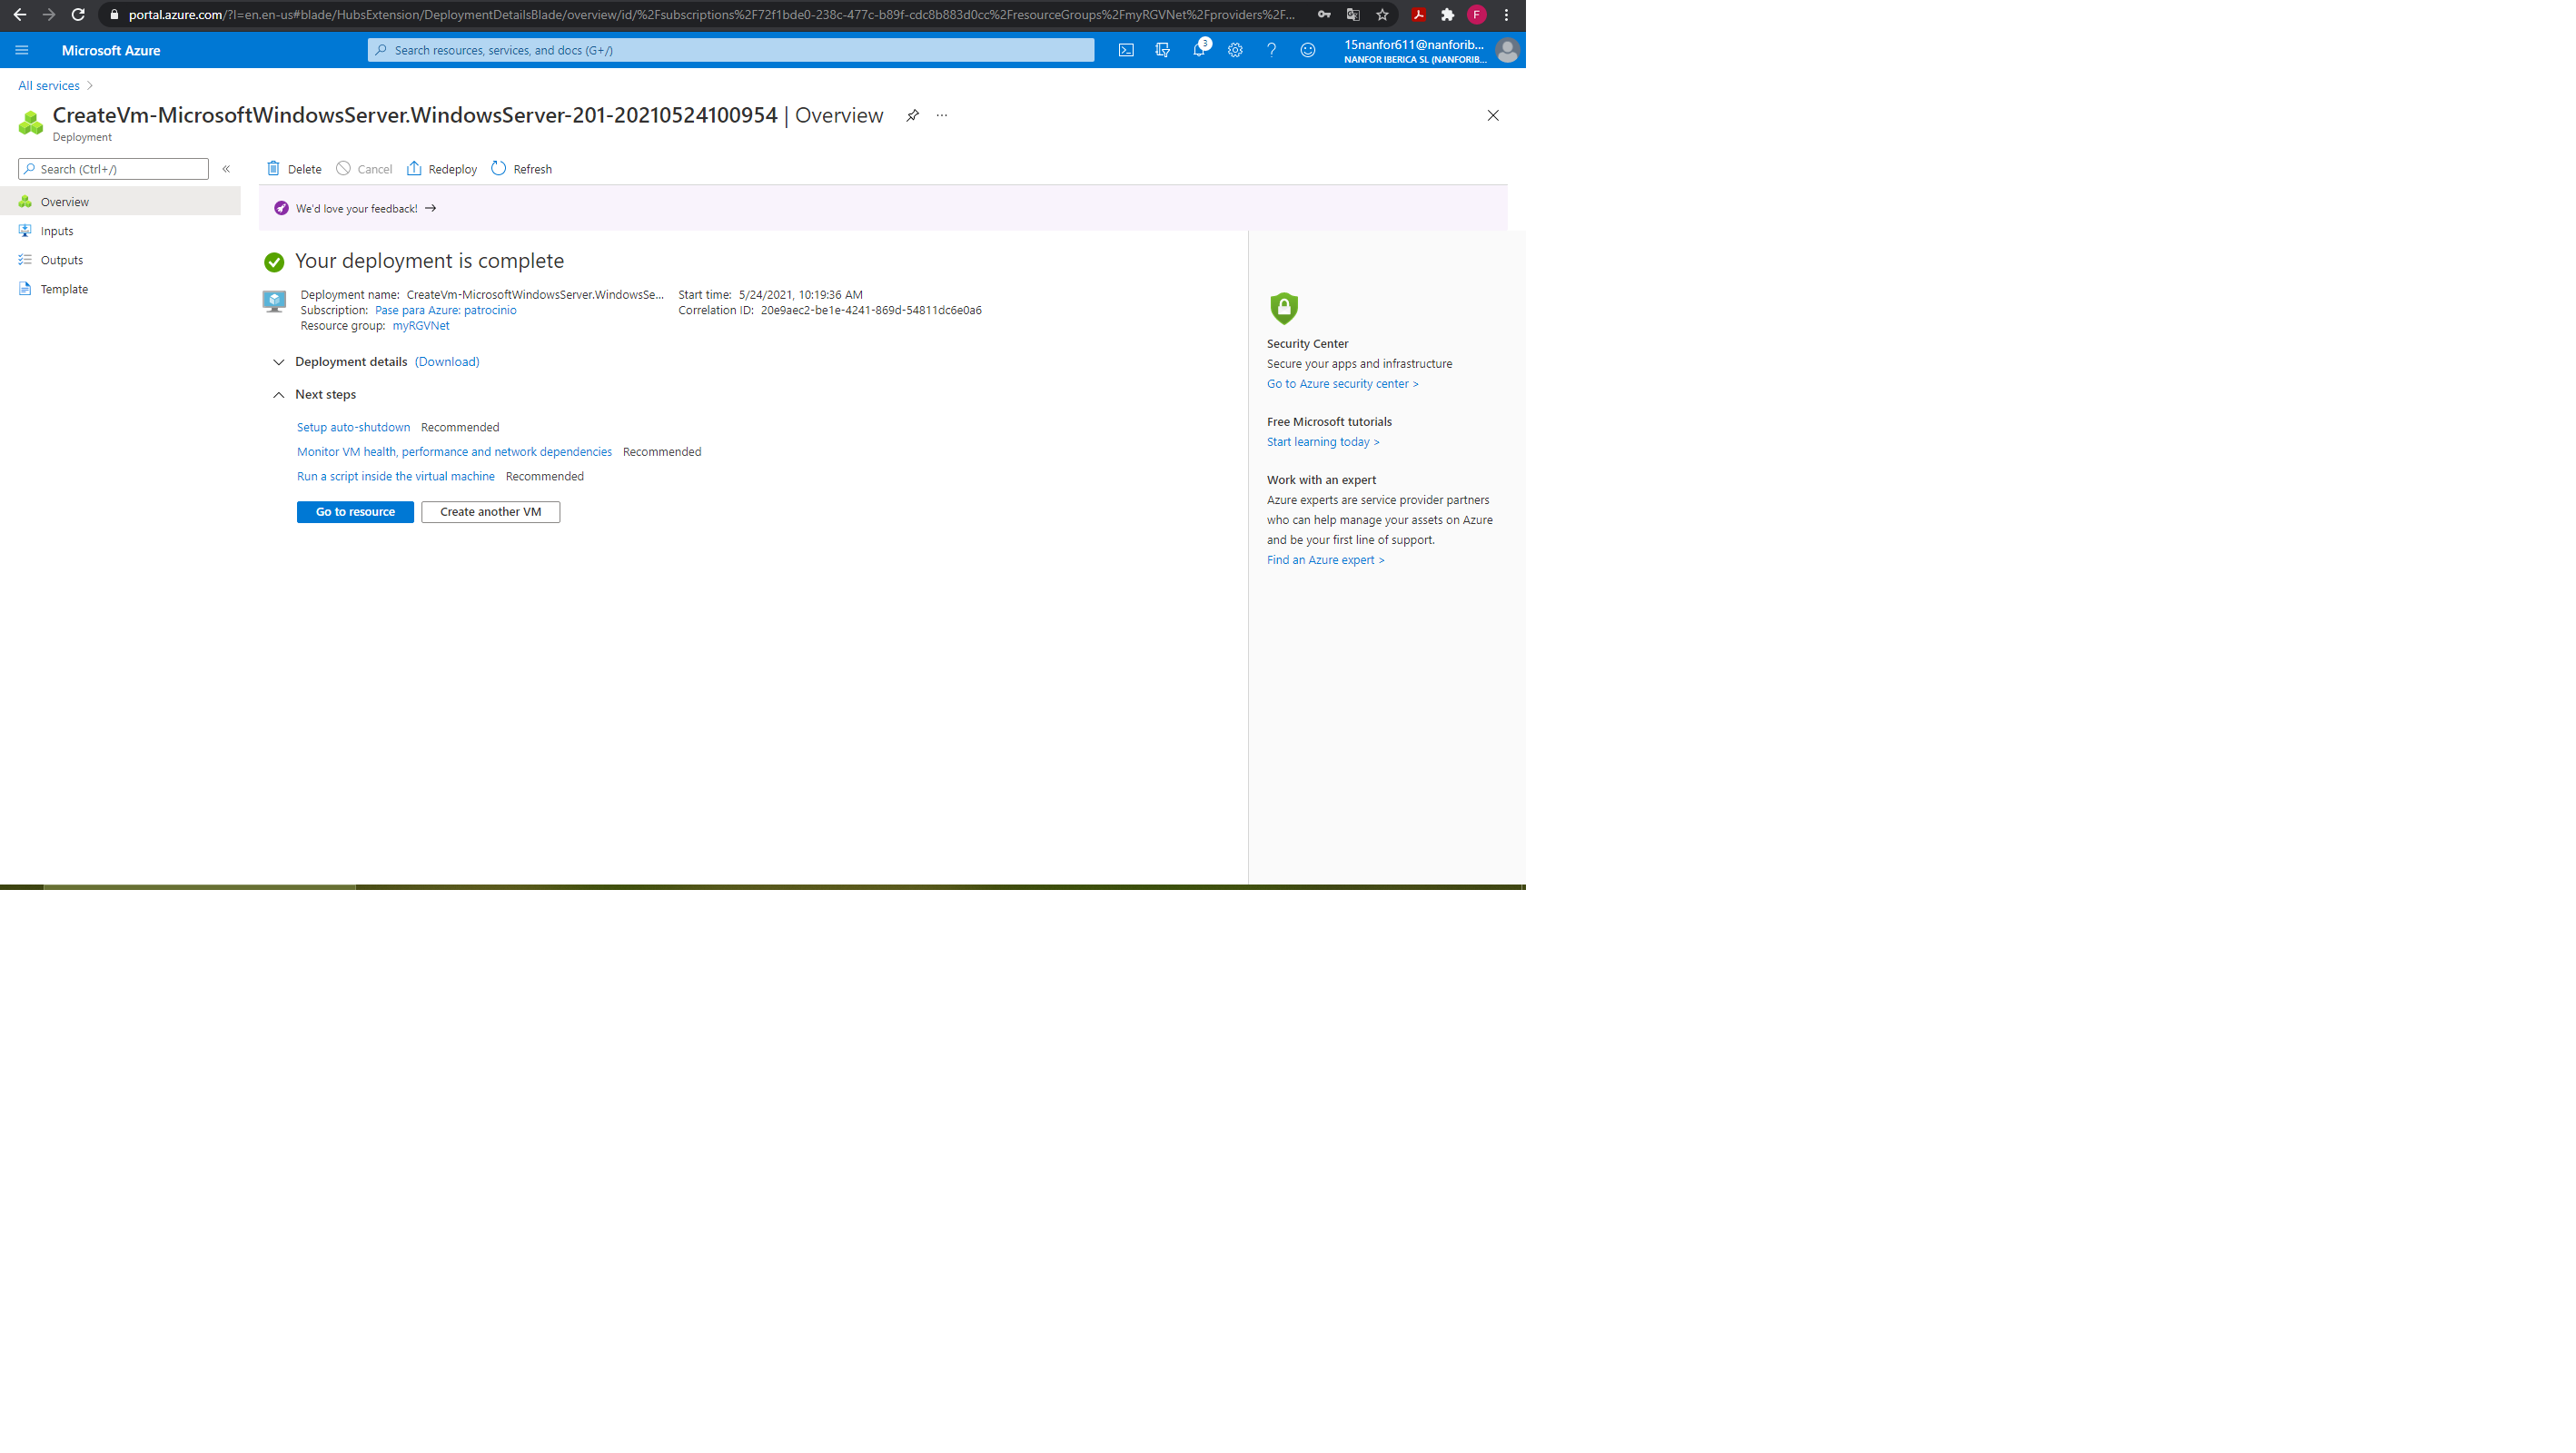 portal.azure.com/?l=en.en-us#blade/HubsExtension/DeploymentDetailsBlade/overview/id/%2Fsubscriptions%2F72f1bde0-238c-477c-b89f-cdc8b883d0cc%2FresourceGroups%2FmyRGVNet%2Fproviders%2F...
F
Microsoft Azure
Search resources, services, and docs (G+/)
3
15nanfor611@nanforib...
NANFOR IBERICA SL (NANFORIB...
All services
CreateVm-MicrosoftWindowsServer.WindowsServer-201-20210524100954 | Overview
Deployment
Search (Ctrl+/)
Delete
Cancel
Redeploy
Refresh
Overview
Inputs
Outputs
Template
We'd love your feedback!
Your deployment is complete
Deployment name: CreateVm-MicrosoftWindowsServer.WindowsSe...
Subscription: Pase para Azure: patrocinio
Resource group: myRGVNet
Start time: 5/24/2021, 10:19:36 AM
Correlation ID: 20e9aec2-be1e-4241-869d-54811dc6e0a6
Deployment details (Download)
Next steps
Setup auto-shutdown Recommended
Monitor VM health, performance and network dependencies Recommended
Run a script inside the virtual machine Recommended
Go to resource
Create another VM
Security Center
Secure your apps and infrastructure
Go to Azure security center >
Free Microsoft tutorials
Start learning today >
Work with an expert
Azure experts are service provider partners
who can help manage your assets on Azure
and be your first line of support.
Find an Azure expert >